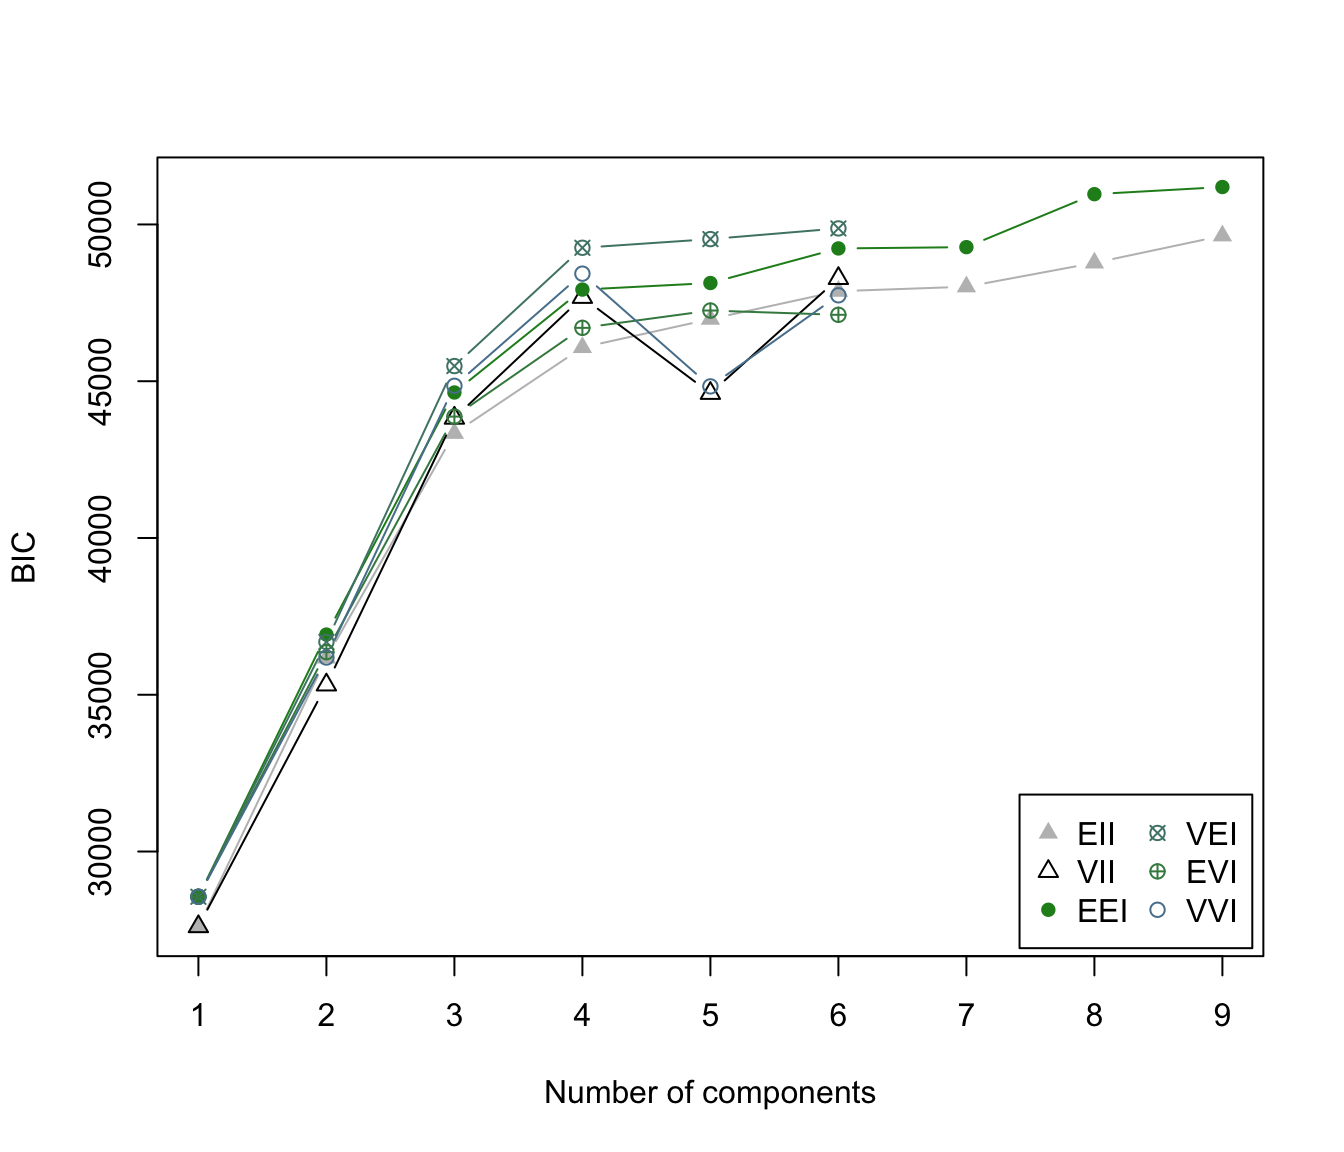 BIC
50000
45000
40000
35000
30000
EII VEI
VII EVI
EEI VVI
1 2 3 4 5 6 7 8 9
Number of components